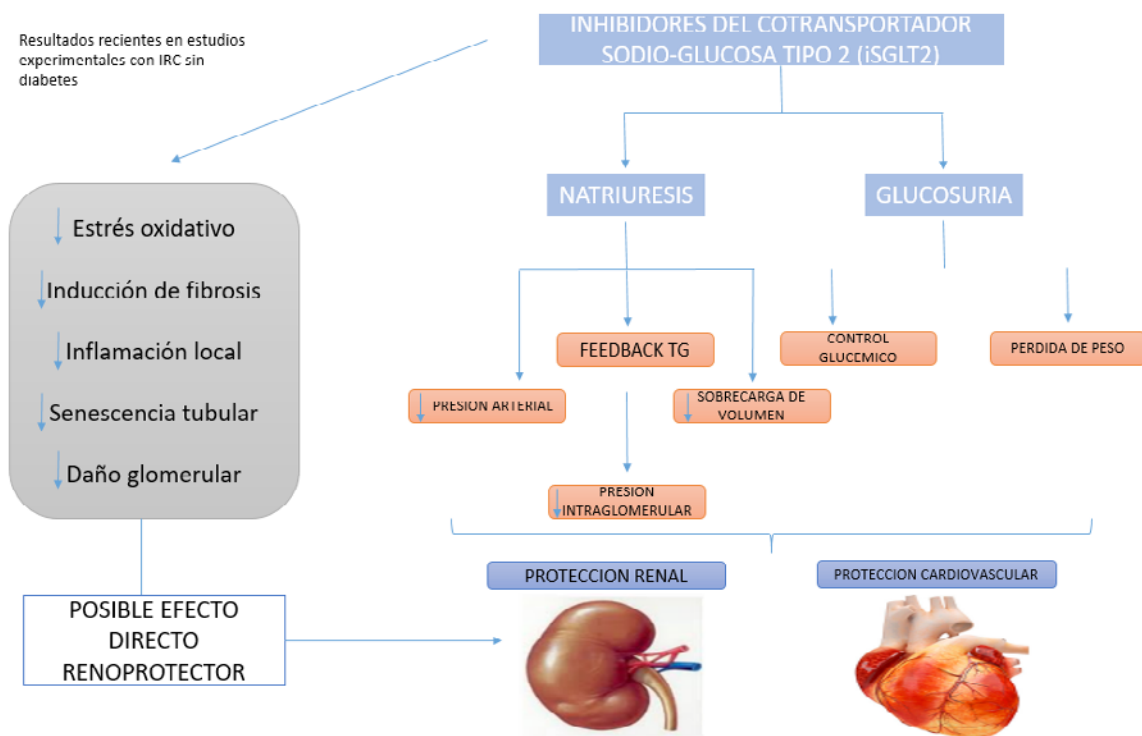 Resultados recientes en estudios
experimentales con IRC sin
diabetes
INHIBIDORES DEL COTRANSPORTADOR
SODIO-GLUCOSA TIPO 2 (iSGLT2)
NATRIURESIS
GLUCOSURIA
Estrés oxidativo
Inducción de fibrosis
Inflamación local
Senescencia tubular
Daño glomerular
FEEDBACK TG
CONTROL
GLUCEMICO
PERDIDA DE PESO
PRESION ARTERIAL
SOBRECARGA DE
VOLUMEN
PRESION
INTRAGLOMERULAR
PROTECCION RENAL
PROTECCION CARDIOVASCULAR
POSIBLE EFECTO
DIRECTO
RENOPROTECTOR